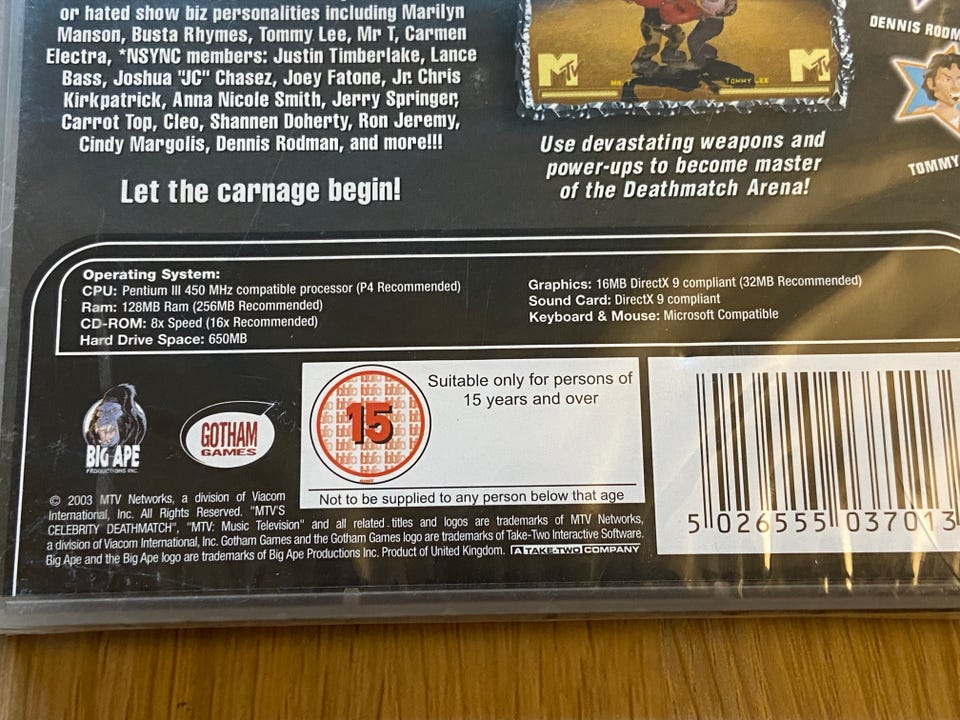 or hated show biz personalities including Marilyn
Manson, Busta Rhymes, Tommy Lee, Mr T, Carmen
Electra, *NSYNC members: Justin Timberlake, Lance
Bass, Joshua "JC" Chasez, Joey Fatone, Jr. Chris
Kirkpatrick, Anna Nicole Smith, Jerry Springer,
Carrot Top, Cleo, Shannen Doherty, Ron Jeremy,
Cindy Margolis, Dennis Rodman, and more!!!
Let the carnage begin!
MTV
MTV
TOMMY LEE
Use devastating weapons and
power-ups to become master
of the Deathmatch Arena!
DENNIS RODM
TOMMY
Operating System:
CPU: Pentium III 450 MHz compatible processor (P4 Recommended)
Ram: 128MB Ram (256MB Recommended)
CD-ROM: 8x Speed (16x Recommended)
Hard Drive Space: 650MB
Graphics: 16MB DirectX 9 compliant (32MB Recommended)
Sound Card: DirectX 9 compliant
Keyboard & Mouse: Microsoft Compatible
BIG APE
PRODUCTIONS INC.
GOTHAM
GAMES
15
Suitable only for persons of
15 years and over
Not to be supplied to any person below that age
5 026555 037013
© 2003 MTV Networks, a division of Viacom
International, Inc. All Rights Reserved. "MTV'S
CELEBRITY DEATHMATCH", "MTV: Music Television" and all related titles and logos are trademarks of MTV Networks,
a division of Viacom International, Inc. Gotham Games and the Gotham Games logo are trademarks of Take-Two Interactive Software.
Big Ape and the Big Ape logo are trademarks of Big Ape Productions Inc. Product of United Kingdom. A TAKE-TWO COMPANY